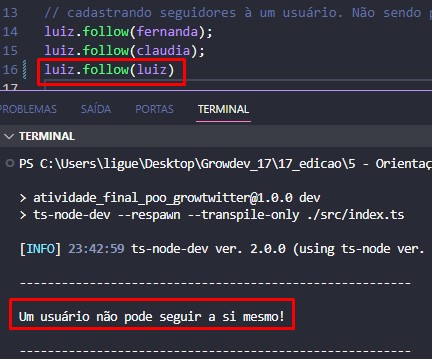 13 // cadastrando seguidores à um usuário. Não sendo
14 luiz.follow(fernanda);
15 luiz.follow(claudia);
16 luiz.follow(luiz)
17
PROBLEMAS SAÍDA PORTAS TERMINAL
TERMINAL
PS C:\Users\ligue\Desktop\Growdev_17\17_edicao\5 - Orientaç
> atividade_final_poo_growtwitter@1.0.0 dev
> ts-node-dev --respawn --transpile-only ./src/index.ts
[INFO] 23:42:59 ts-node-dev ver. 2.0.0 (using ts-node ver.
----------------------------------------------------
Um usuário não pode seguir a si mesmo!
----------------------------------------------------